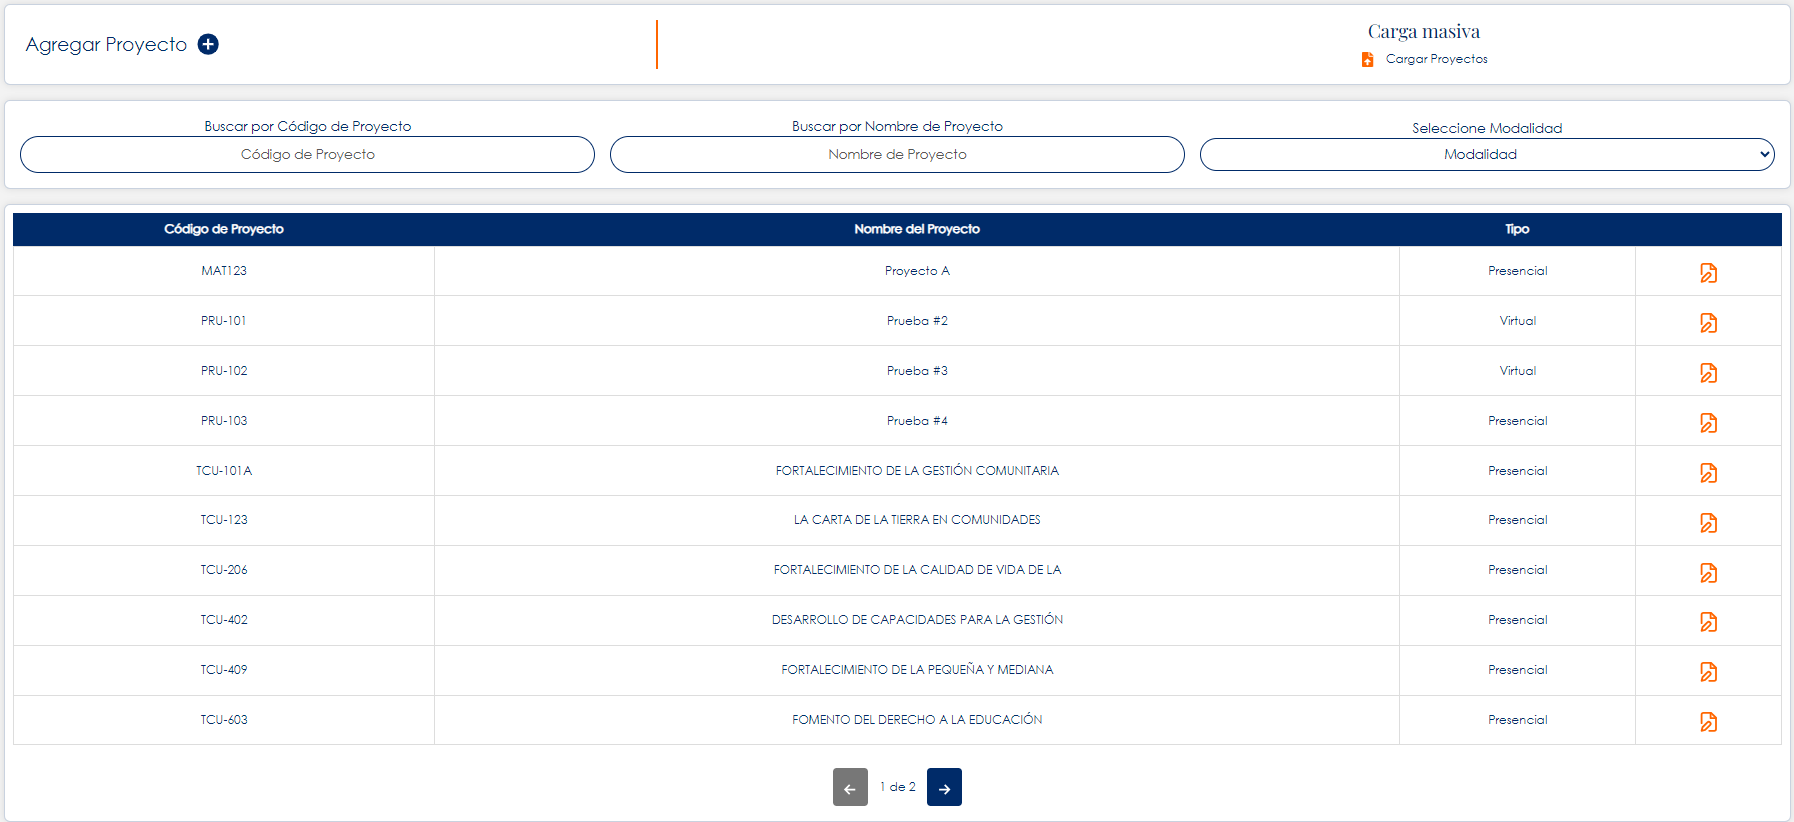 Agregar Proyecto
Carga masiva
Cargar Proyectos
Buscar por Código de Proyecto
Código de Proyecto
Buscar por Nombre de Proyecto
Nombre de Proyecto
Seleccione Modalidad
Modalidad
Código de Proyecto Nombre del Proyecto Tipo
MAT123 Proyecto A Presencial
PRU-101 Prueba #2 Virtual
PRU-102 Prueba #3 Virtual
PRU-103 Prueba #4 Presencial
TCU-101A FORTALECIMIENTO DE LA GESTIÓN COMUNITARIA Presencial
TCU-123 LA CARTA DE LA TIERRA EN COMUNIDADES Presencial
TCU-206 FORTALECIMIENTO DE LA CALIDAD DE VIDA DE LA Presencial
TCU-402 DESARROLLO DE CAPACIDADES PARA LA GESTIÓN Presencial
TCU-409 FORTALECIMIENTO DE LA PEQUEÑA Y MEDIANA Presencial
TCU-603 FOMENTO DEL DERECHO A LA EDUCACIÓN Presencial
1 de 2